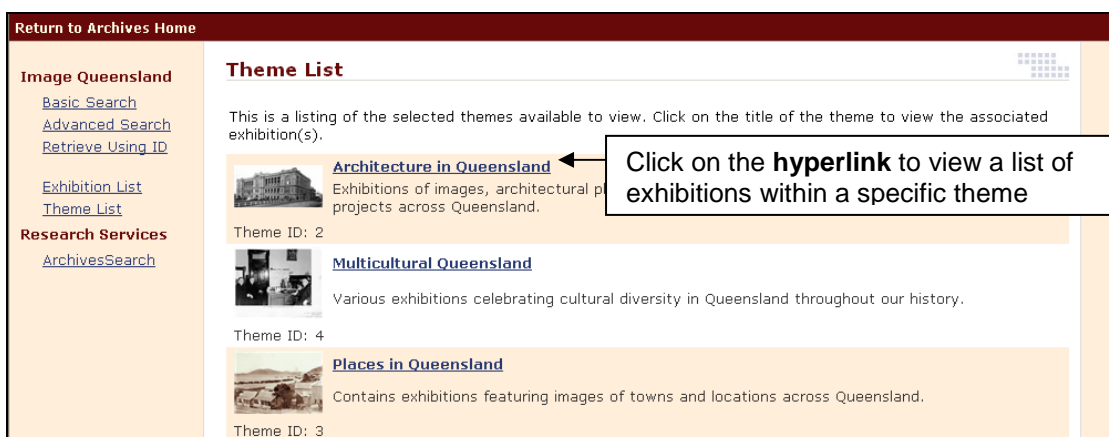 Return to Archives Home
Image Queensland
Basic Search
Advanced Search
Retrieve Using ID
Exhibition List
Theme List
Research Services
ArchivesSearch
Theme List
This is a listing of the selected themes available to view. Click on the title of the theme to view the associated
exhibition(s).
Architecture in Queensland
Exhibitions of images, architectural
projects across Queensland.
Theme ID: 2
Click on the hyperlink to view a list of
exhibitions within a specific theme
Multicultural Queensland
Various exhibitions celebrating cultural diversity in Queensland throughout our history.
Theme ID: 4
Places in Queensland
Contains exhibitions featuring images of towns and locations across Queensland.
Theme ID: 3